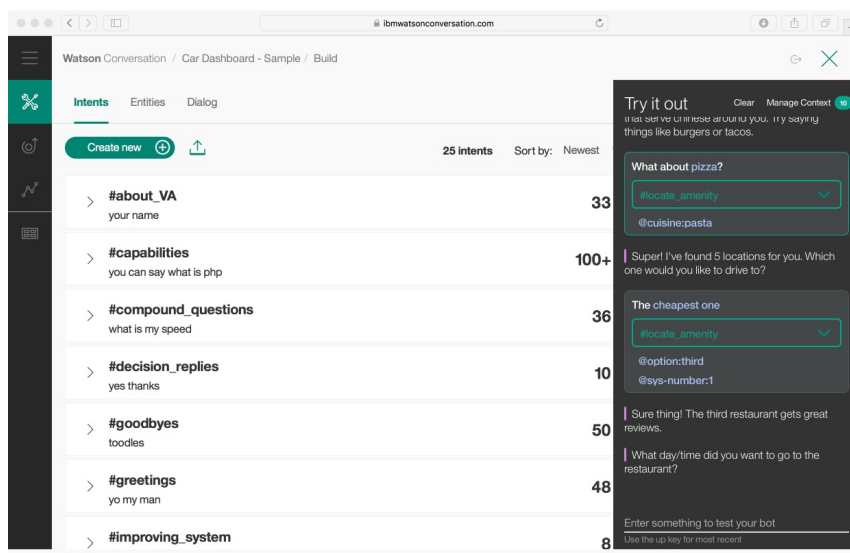 ibmwatsonconversation.com
Watson Conversation / Car Dashboard - Sample / Build
Intents Entities Dialog
Create new
25 intents Sort by: Newest
#about_VA
your name
33
#capabilities
you can say what is php
100+
#compound_questions
what is my speed
36
#decision_replies
yes thanks
10
#goodbyes
toodles
50
#greetings
yo my man
48
#improving_system
8
Try it out Clear Manage Context 10
that serve chinese around you. Try saying
things like burgers or tacos.
What about pizza?
#locate_amenity
@cuisine:pasta
Super! I've found 5 locations for you. Which
one would you like to drive to?
The cheapest one
#locate_amenity
@option:third
@sys-number:1
Sure thing! The third restaurant gets great
reviews.
What day/time did you want to go to the
restaurant?
Enter something to test your bot
Use the up key for most recent